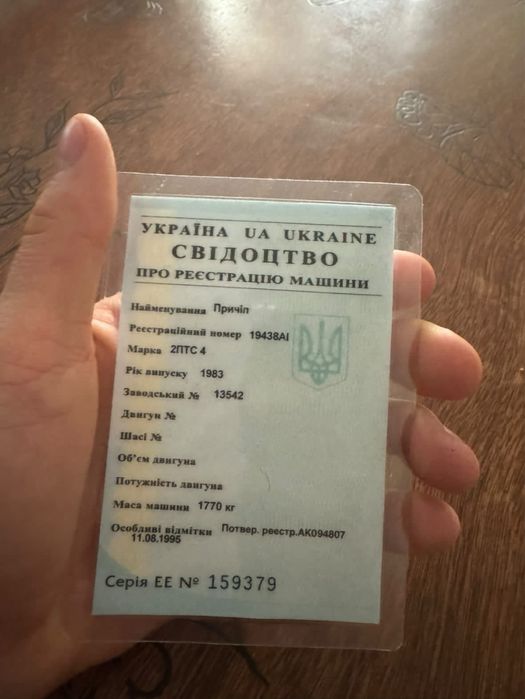 УКРАЇНА UA UKRAINE
СВІДОЦТВО
ПРО РЕЄСТРАЦІЮ МАШИНИ
Найменування Причіп
Реєстраційний номер 19438АІ
Марка 2ПТС 4
Рік випуску 1983
Заводський № 13542
Двигун №
Шасі №
Об'єм двигуна
Потужність двигуна
Маса машини 1770 кг
Особливі відмітки Потвер. реєстр.АК094807
11.08.1995
Серія ЕЕ № 159379